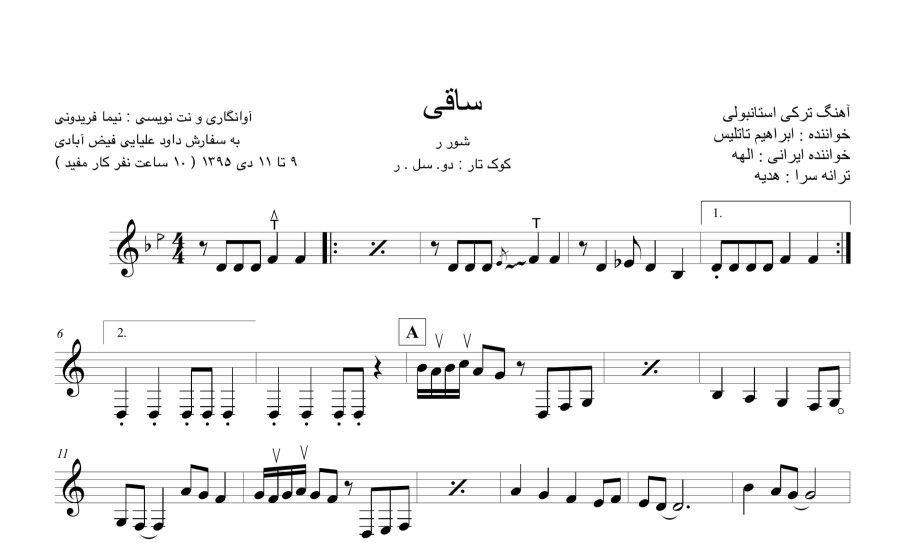 ساقی
شور ر
کوک تار : دو. سل . ر
آهنگ ترکی استانبولی
خواننده : ابراهیم تاتلیس
خواننده ایرانی : الهه
ترانه سرا : هدیه
آوانگاری و نت نویسی : نیما فریدونی
به سفارش داود علیایی فیض آبادی
۹ تا ۱۱ دی ۱۳۹۵ ( ۱۰ ساعت نفر کار مفید )
4
4
T
T
1.
6
2.
A
11